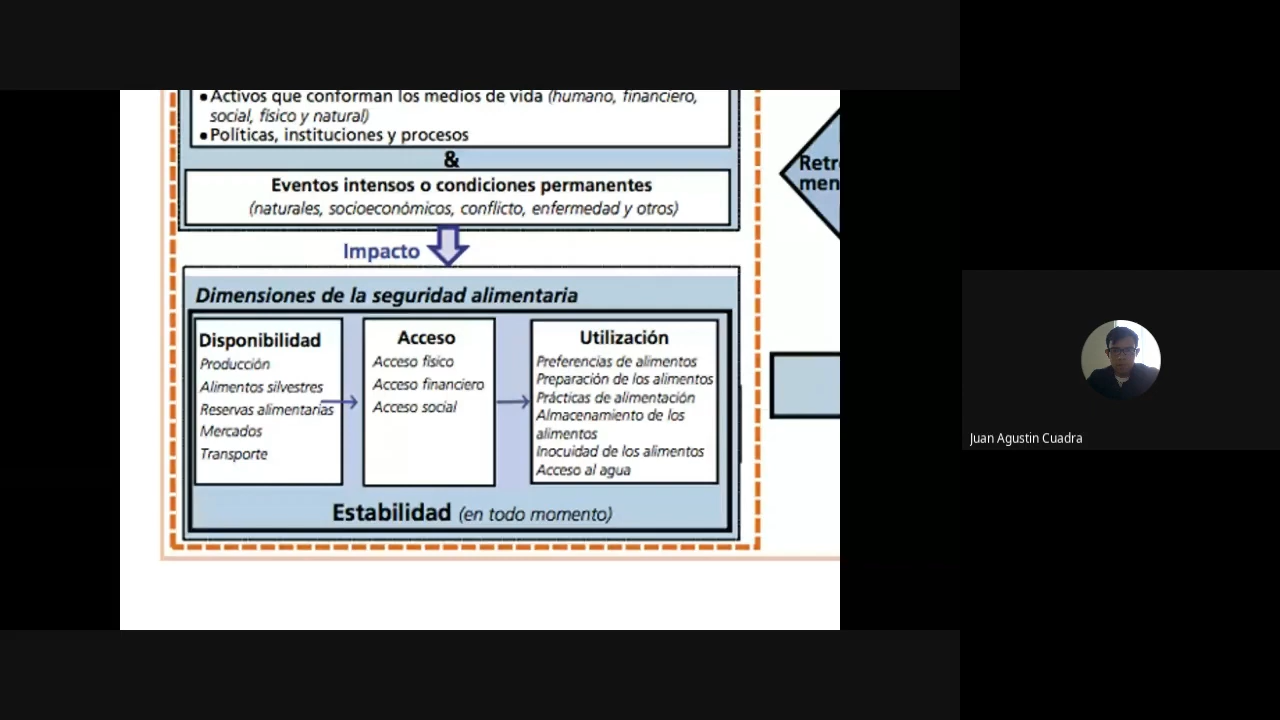 ● Activos que conforman los medios de vida (humano, financiero,
social, físico y natural)
● Políticas, instituciones y procesos
&
Eventos intensos o condiciones permanentes
(naturales, socioeconómicos, conflicto, enfermedad y otros)
Impacto
Dimensiones de la seguridad alimentaria
Disponibilidad
Producción
Alimentos silvestres
Reservas alimentarias
Mercados
Transporte
Acceso
Acceso físico
Acceso financiero
Acceso social
Utilización
Preferencias de alimentos
Preparación de los alimentos
Prácticas de alimentación
Almacenamiento de los
alimentos
Inocuidad de los alimentos
Acceso al agua
Estabilidad (en todo momento)
Retr
men
Juan Agustin Cuadra